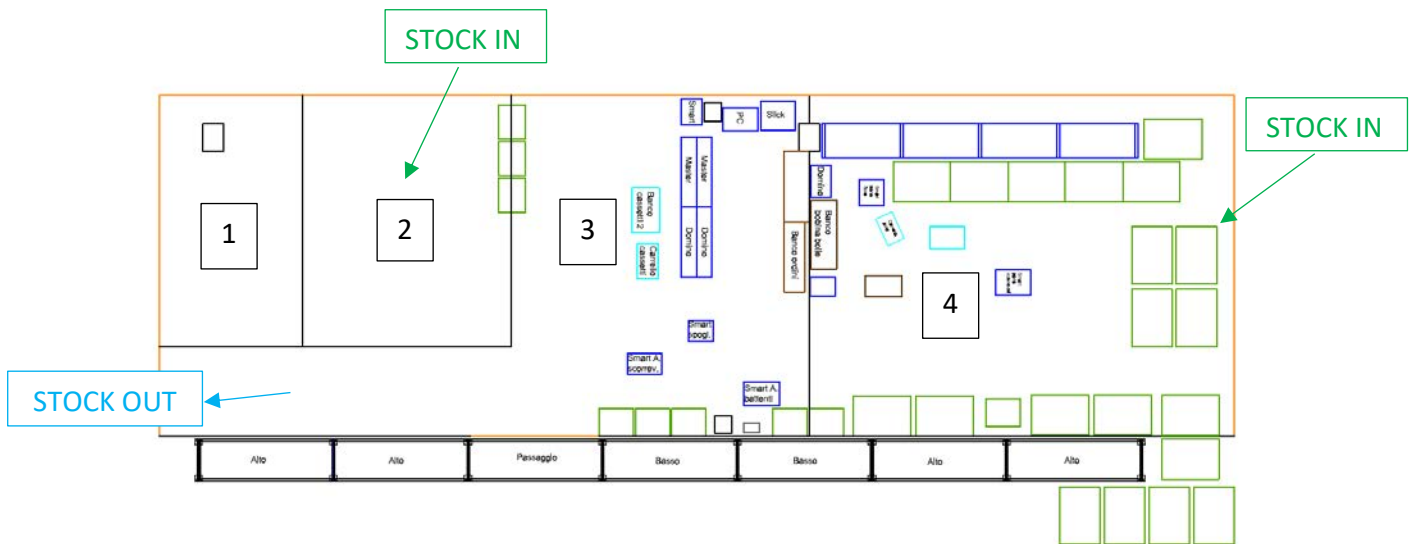 STOCK IN
STOCK IN
Smart
PC
Slick
Master
Master
Domino
Banco
cassetti 2
1
2
3
Carrello
cassetti
Domino
Domino
Banco ordini
Banco
bobina bolle
4
Smart
spogl.
Smart A.
soprav.
Smart A.
battenti
STOCK OUT
Alto
Alto
Passaggio
Basso
Basso
Alto
Alto